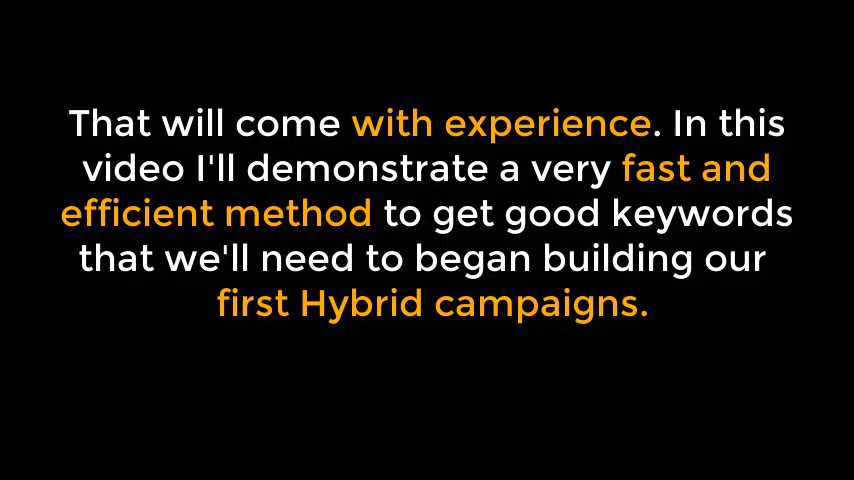 That will come with experience. In this
video I'll demonstrate a very fast and
efficient method to get good keywords
that we'll need to began building our
first Hybrid campaigns.